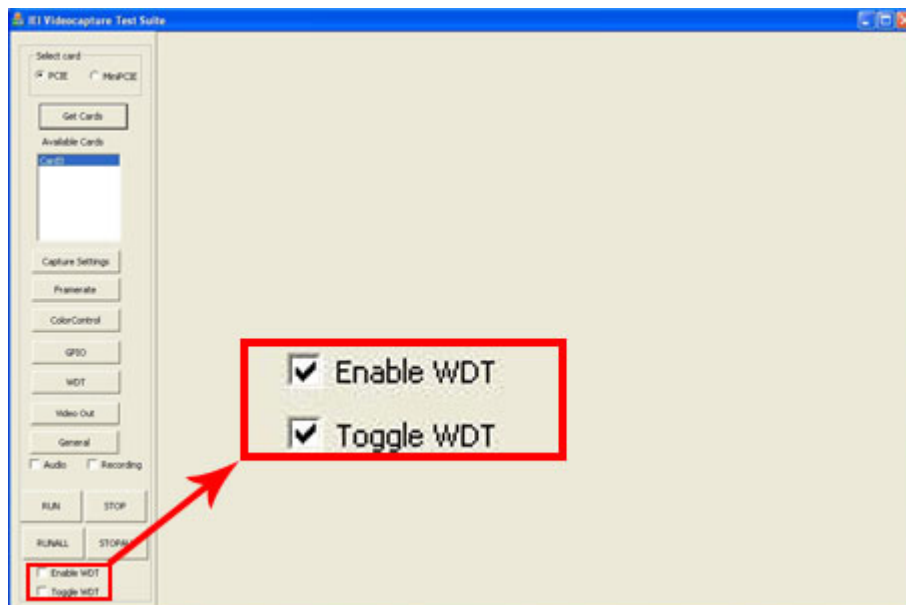 IEI Videocapture Test Suite
Select card
PCIE MiniPCIE
Get Cards
Available Cards
Card0
Capture Settings
Framerate
ColorControl
GPIO
WDT
Video Out
General
Audio Recording
RUN STOP
RUNALL STOPALL
Enable WDT
Toggle WDT
Enable WDT
Toggle WDT